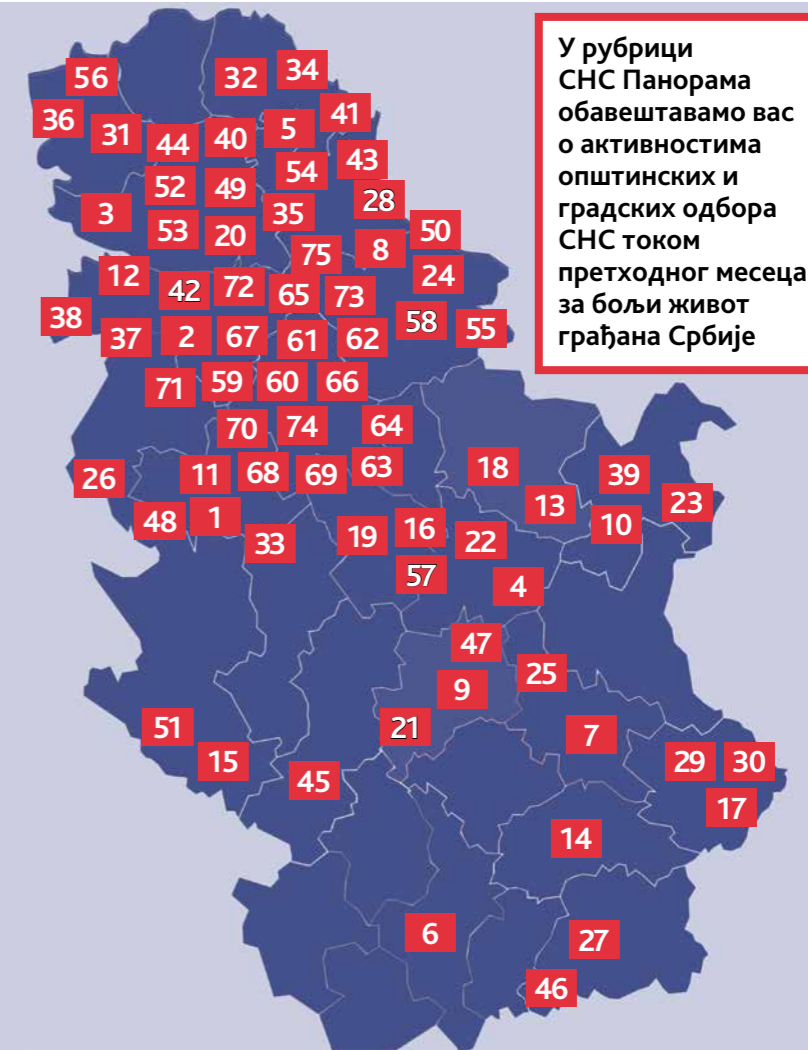 У рубрици
СНС Панорама
обавештавамо вас
о активностима
општинских и
градских одбора
СНС током
претходног месеца
за бољи живот
грађана Србије
56 32 34
36 31 44 40 5 41
52 49 54 43
3 53 20 35 28
75 8 50
12 42 72 65 73 24
38 37 2 67 61 62 58 55
71 59 60 66
70 74 64
26 11 68 69 63 18 39
48 1 33 19 16 22 13 10 23
57 4
47
9 25
51 21 7
15 45 29 30
17
14
6 27
46